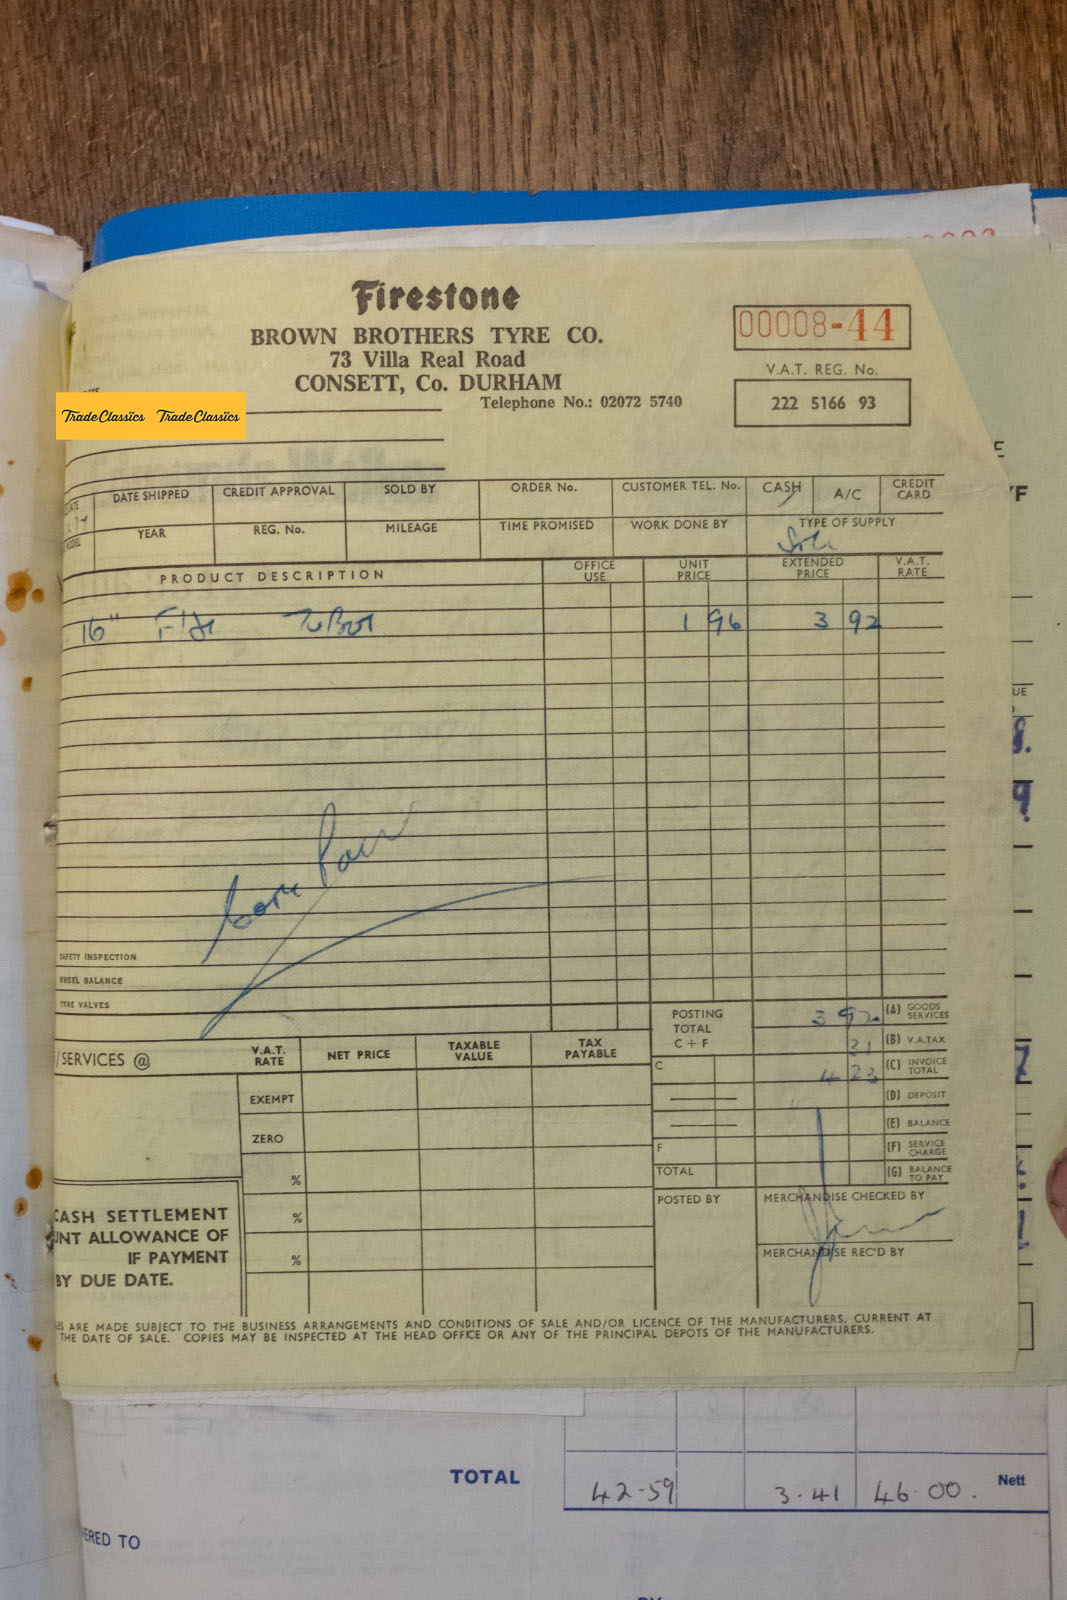 Firestone
BROWN BROTHERS TYRE CO.
73 Villa Real Road
CONSETT, Co. DURHAM
Telephone No.: 02072 5740
00008-44
V.A.T. REG. No.
222 5166 93
TradeClassics TradeClassics
DATE SHIPPED CREDIT APPROVAL SOLD BY ORDER No. CUSTOMER TEL. No. CASH A/C CREDIT CARD
MODEL YEAR REG. No. MILEAGE TIME PROMISED WORK DONE BY TYPE OF SUPPLY
PRODUCT DESCRIPTION OFFICE USE UNIT PRICE EXTENDED PRICE V.A.T. RATE
16" 1 96 3 92
SAFETY INSPECTION
WHEEL BALANCE
TYRE VALVES
POSTING TOTAL C + F
3 92 (A) GOODS SERVICES
(B) V.A.TAX
4 23 (C) INVOICE TOTAL
(D) DEPOSIT
(E) BALANCE
(F) SERVICE CHARGE
(G) BALANCE TO PAY
C
F
TOTAL
/SERVICES @ V.A.T. RATE NET PRICE TAXABLE VALUE TAX PAYABLE
EXEMPT
ZERO
%
%
%
POSTED BY MERCHANDISE CHECKED BY
MERCHANDISE REC'D BY
CASH SETTLEMENT
UNT ALLOWANCE OF
IF PAYMENT
BY DUE DATE.
ES ARE MADE SUBJECT TO THE BUSINESS ARRANGEMENTS AND CONDITIONS OF SALE AND/OR LICENCE OF THE MANUFACTURERS, CURRENT AT
THE DATE OF SALE. COPIES MAY BE INSPECTED AT THE HEAD OFFICE OR ANY OF THE PRINCIPAL DEPOTS OF THE MANUFACTURERS.
TOTAL 42-59 3.41 46.00. Nett
ERED TO